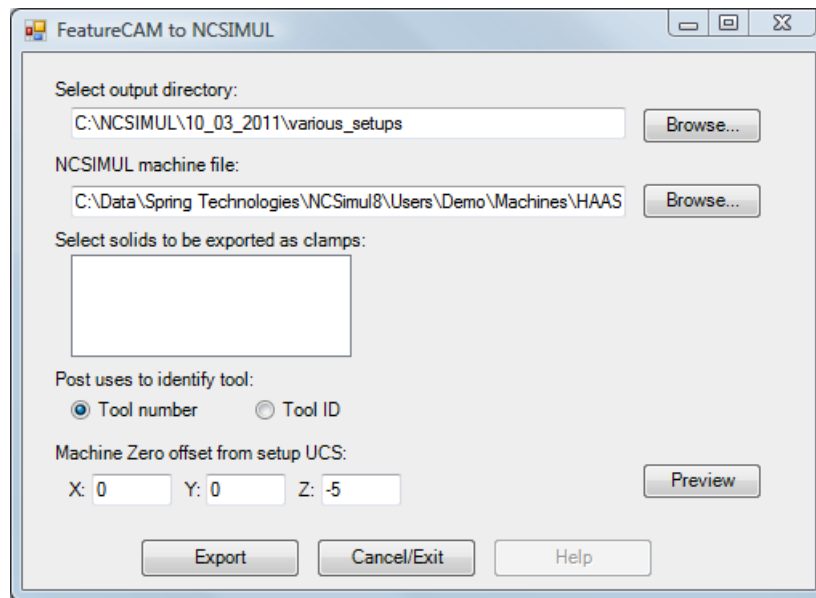 FeatureCAM to NCSIMUL
Select output directory:
C:\NCSIMUL\10_03_2011\various_setups
Browse...
NCSIMUL machine file:
C:\Data\Spring Technologies\NCSimul8\Users\Demo\Machines\HAAS
Browse...
Select solids to be exported as clamps:
Post uses to identify tool:
Tool number Tool ID
Machine Zero offset from setup UCS:
X: 0 Y: 0 Z: -5
Preview
Export Cancel/Exit Help